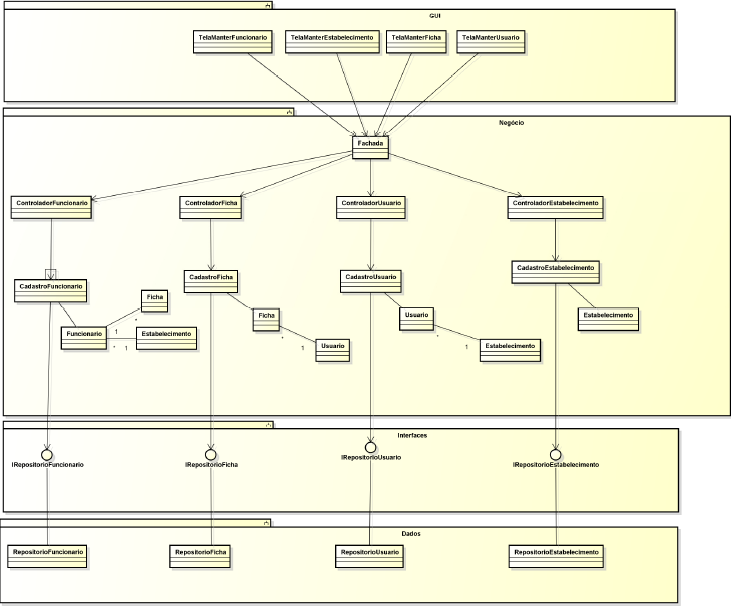 GUI
TelaManterFuncionario
TelaManterEstabelecimento
TelaManterFicha
TelaManterUsuario
Negócio
Fachada
ControladorFuncionario
ControladorFicha
ControladorUsuario
ControladorEstabelecimento
CadastroFuncionario
CadastroFicha
CadastroUsuario
CadastroEstabelecimento
Ficha
*
1
Funcionario
Estabelecimento
* 1
Ficha
*
1
Usuario
Usuario
*
1
Estabelecimento
Estabelecimento
Interfaces
IRepositorioFuncionario
IRepositorioFicha
IRepositorioUsuario
IRepositorioEstabelecimento
Dados
RepositorioFuncionario
RepositorioFicha
RepositorioUsuario
RepositorioEstabelecimento